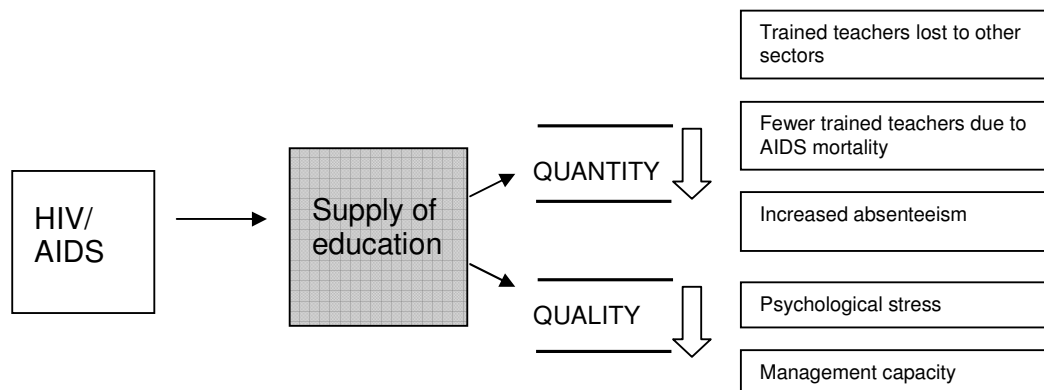 HIV/
AIDS
Supply of
education
QUANTITY
QUALITY
Trained teachers lost to other
sectors
Fewer trained teachers due to
AIDS mortality
Increased absenteeism
Psychological stress
Management capacity